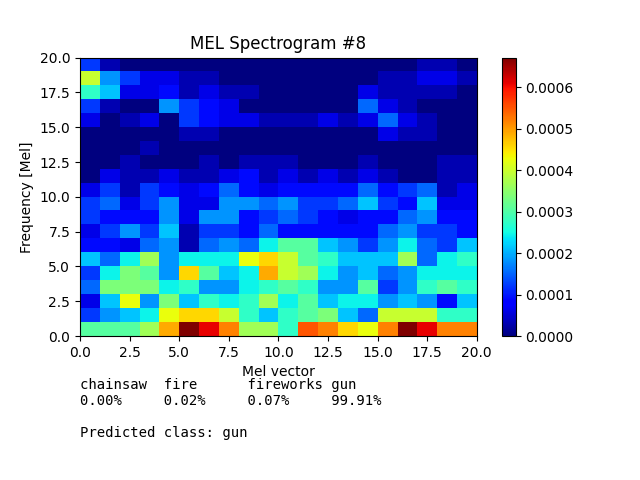 MEL Spectrogram #8
Frequency [Mel]
20.0
17.5
15.0
12.5
10.0
7.5
5.0
2.5
0.0
0.0 2.5 5.0 7.5 10.0 12.5 15.0 17.5 20.0
Mel vector
0.0006
0.0005
0.0004
0.0003
0.0002
0.0001
0.0000
chainsaw fire fireworks gun
0.00% 0.02% 0.07% 99.91%
Predicted class: gun